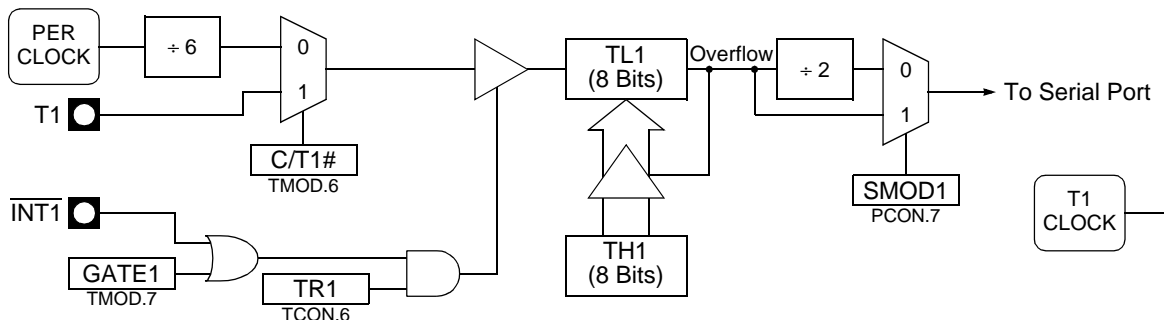 PER
CLOCK
÷ 6
0
1
T1
C/T1#
TMOD.6
INT1
GATE1
TMOD.7
TR1
TCON.6
TL1
(8 Bits)
Overflow
÷ 2
0
1
To Serial Port
SMOD1
PCON.7
TH1
(8 Bits)
T1
CLOCK